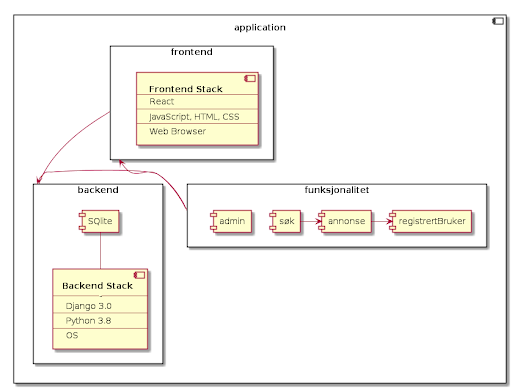 application
frontend
Frontend Stack
React
JavaScript, HTML, CSS
Web Browser
backend
SQlite
Backend Stack
Django 3.0
Python 3.8
OS
funksjonalitet
admin
søk
annonse
registrertBruker